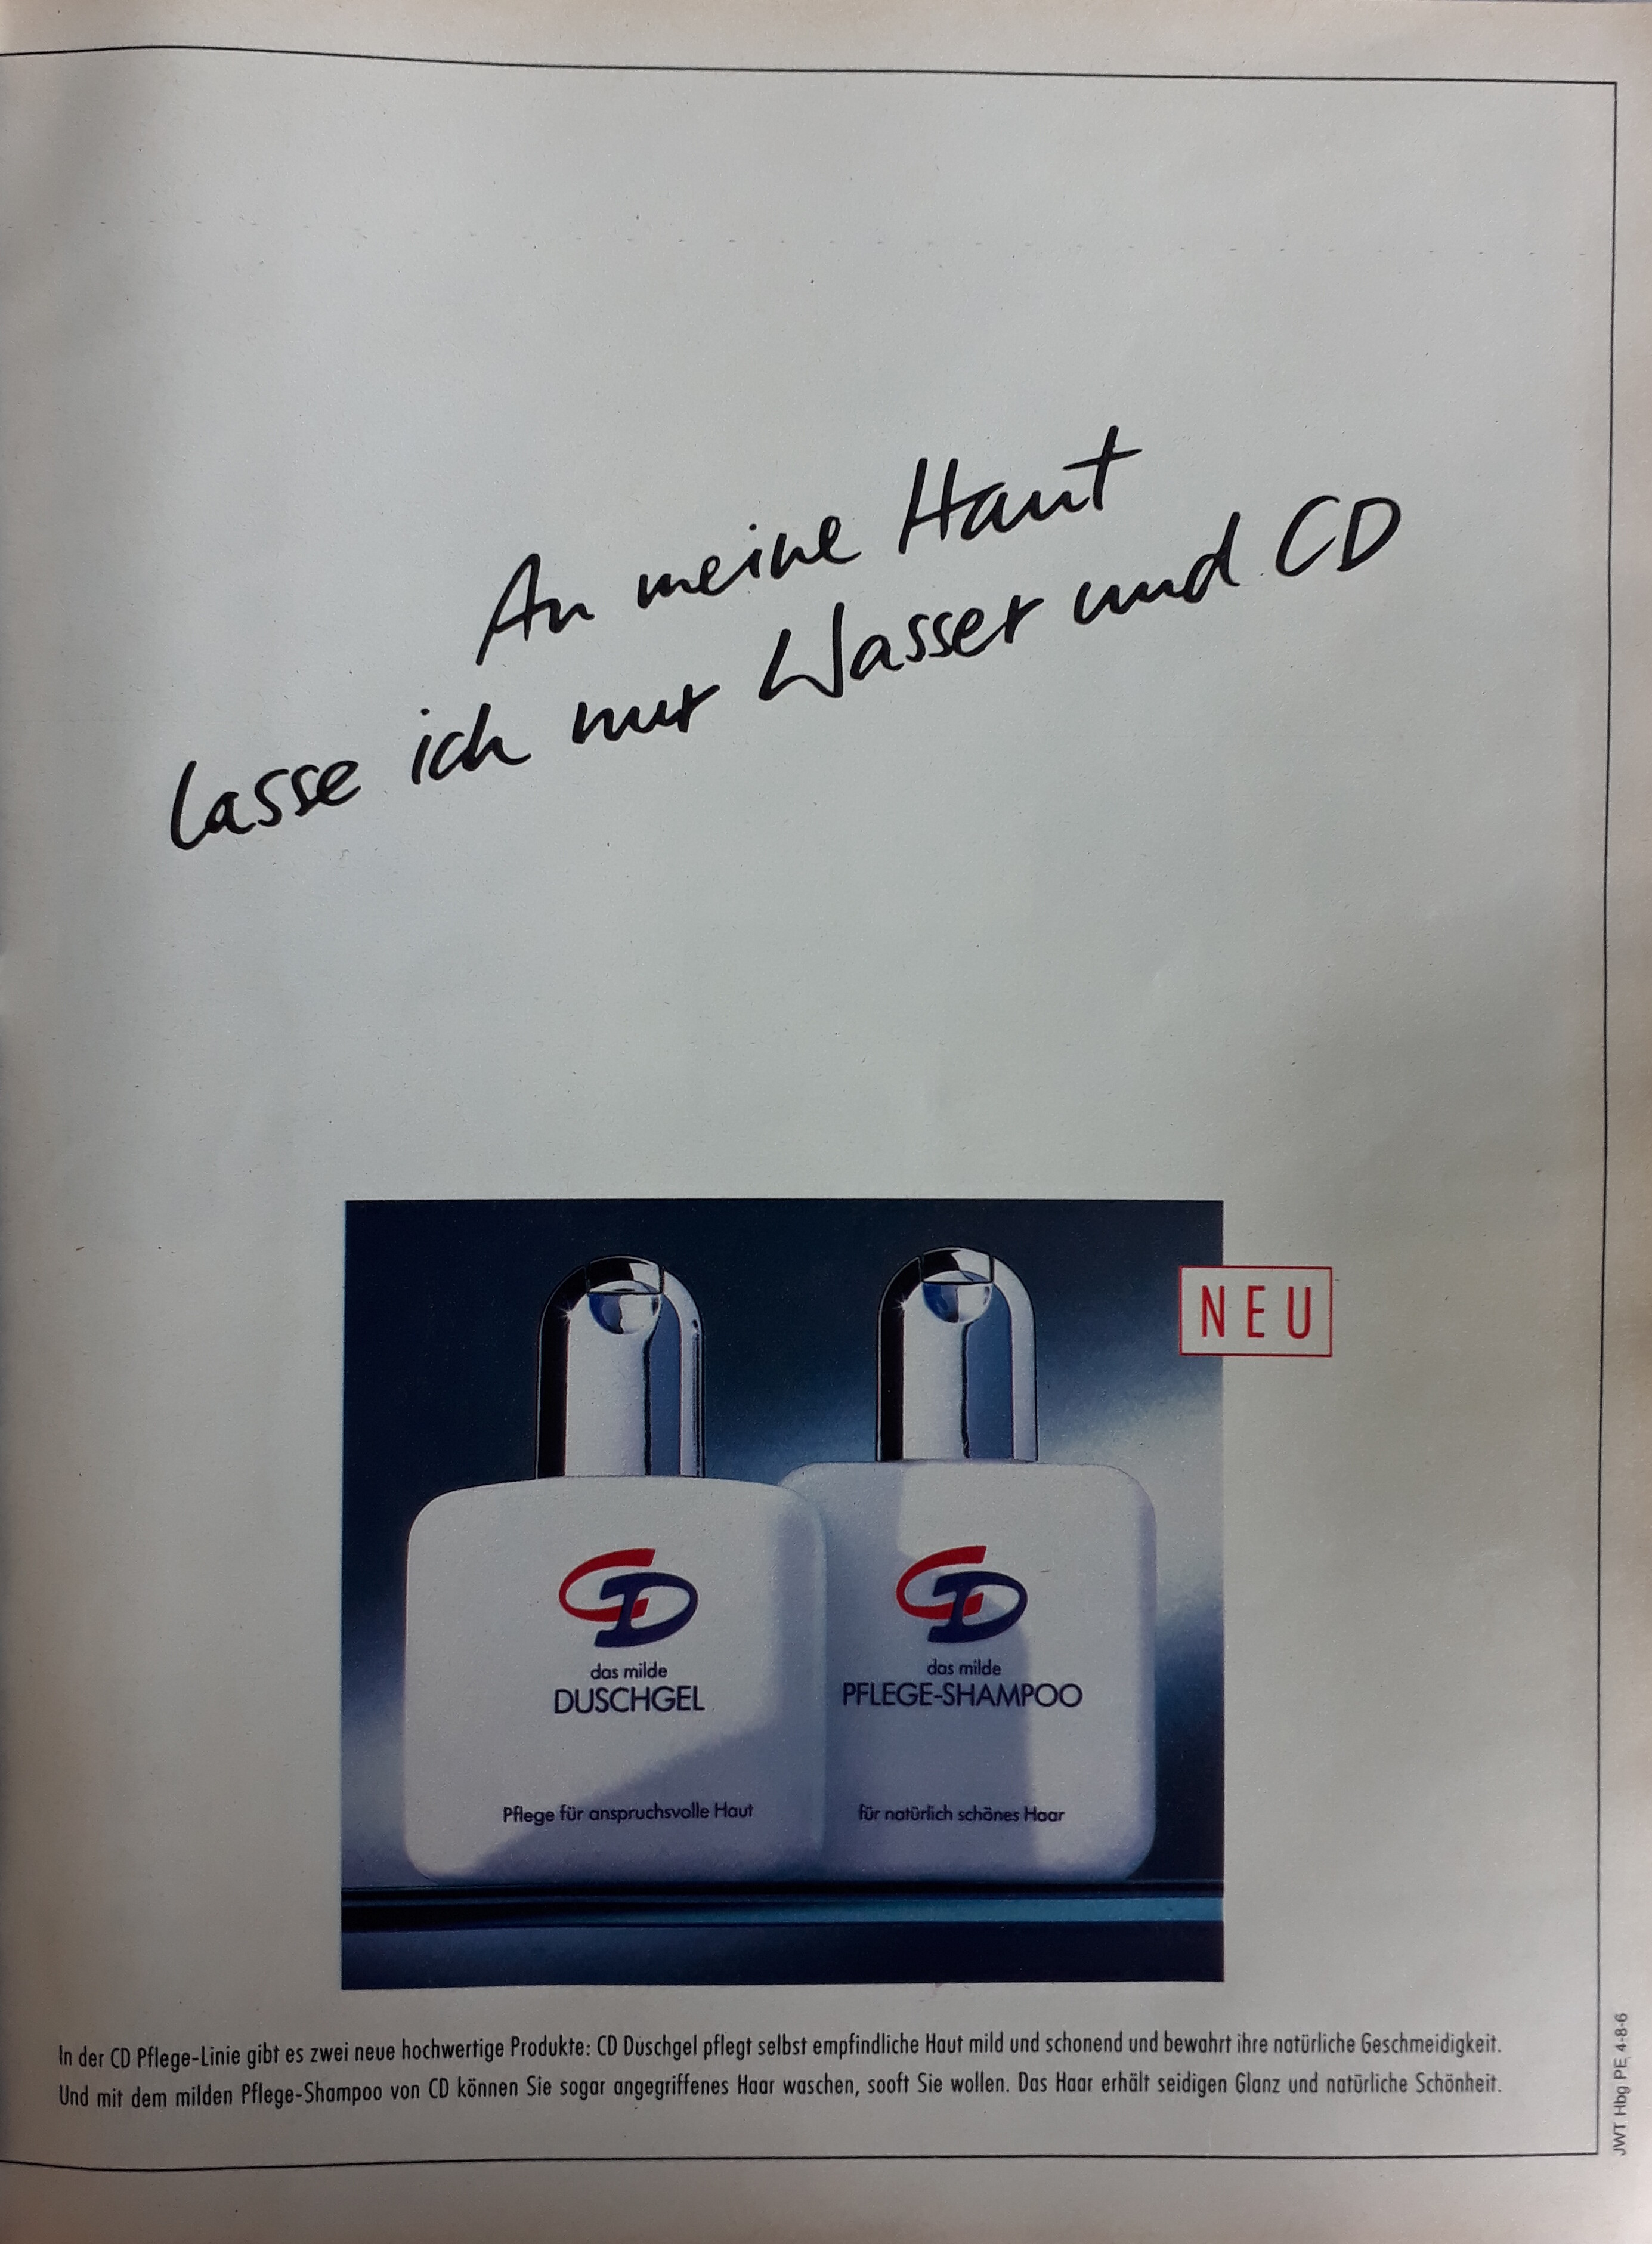 An meine Haut
lasse ich nur Wasser und CD
NEU
CD
das milde
DUSCHGEL
Pflege für anspruchsvolle Haut
CD
das milde
PFLEGE-SHAMPOO
für natürlich schönes Haar
In der CD Pflege-Linie gibt es zwei neue hochwertige Produkte: CD Duschgel pflegt selbst empfindliche Haut mild und schonend und bewahrt ihre natürliche Geschmeidigkeit.
Und mit dem milden Pflege-Shampoo von CD können Sie sogar angegriffenes Haar waschen, sooft Sie wollen. Das Haar erhält seidigen Glanz und natürliche Schönheit.
JWT Hbg PE 4-8-6